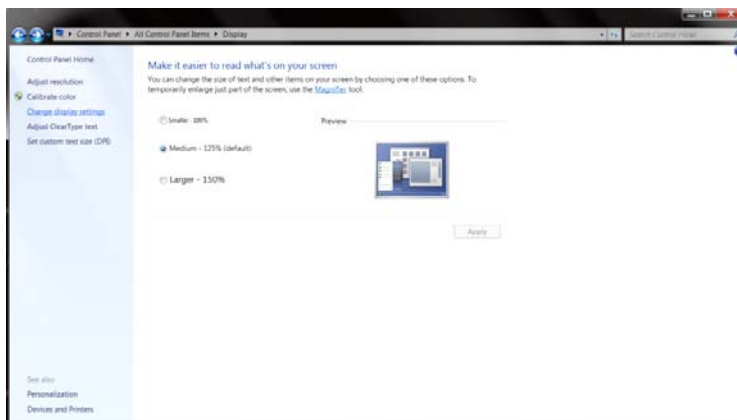 Control Panel ▸ All Control Panel Items ▸ Display
Search Control Panel
Control Panel Home
Adjust resolution
Calibrate color
Change display settings
Adjust ClearType text
Set custom text size (DPI)
Make it easier to read what's on your screen
You can change the size of text and other items on your screen by choosing one of these options. To
temporarily enlarge just part of the screen, use the Magnifier tool.
Smaller - 100%
Preview
Medium - 125% (default)
Larger - 150%
Apply
See also
Personalization
Devices and Printers